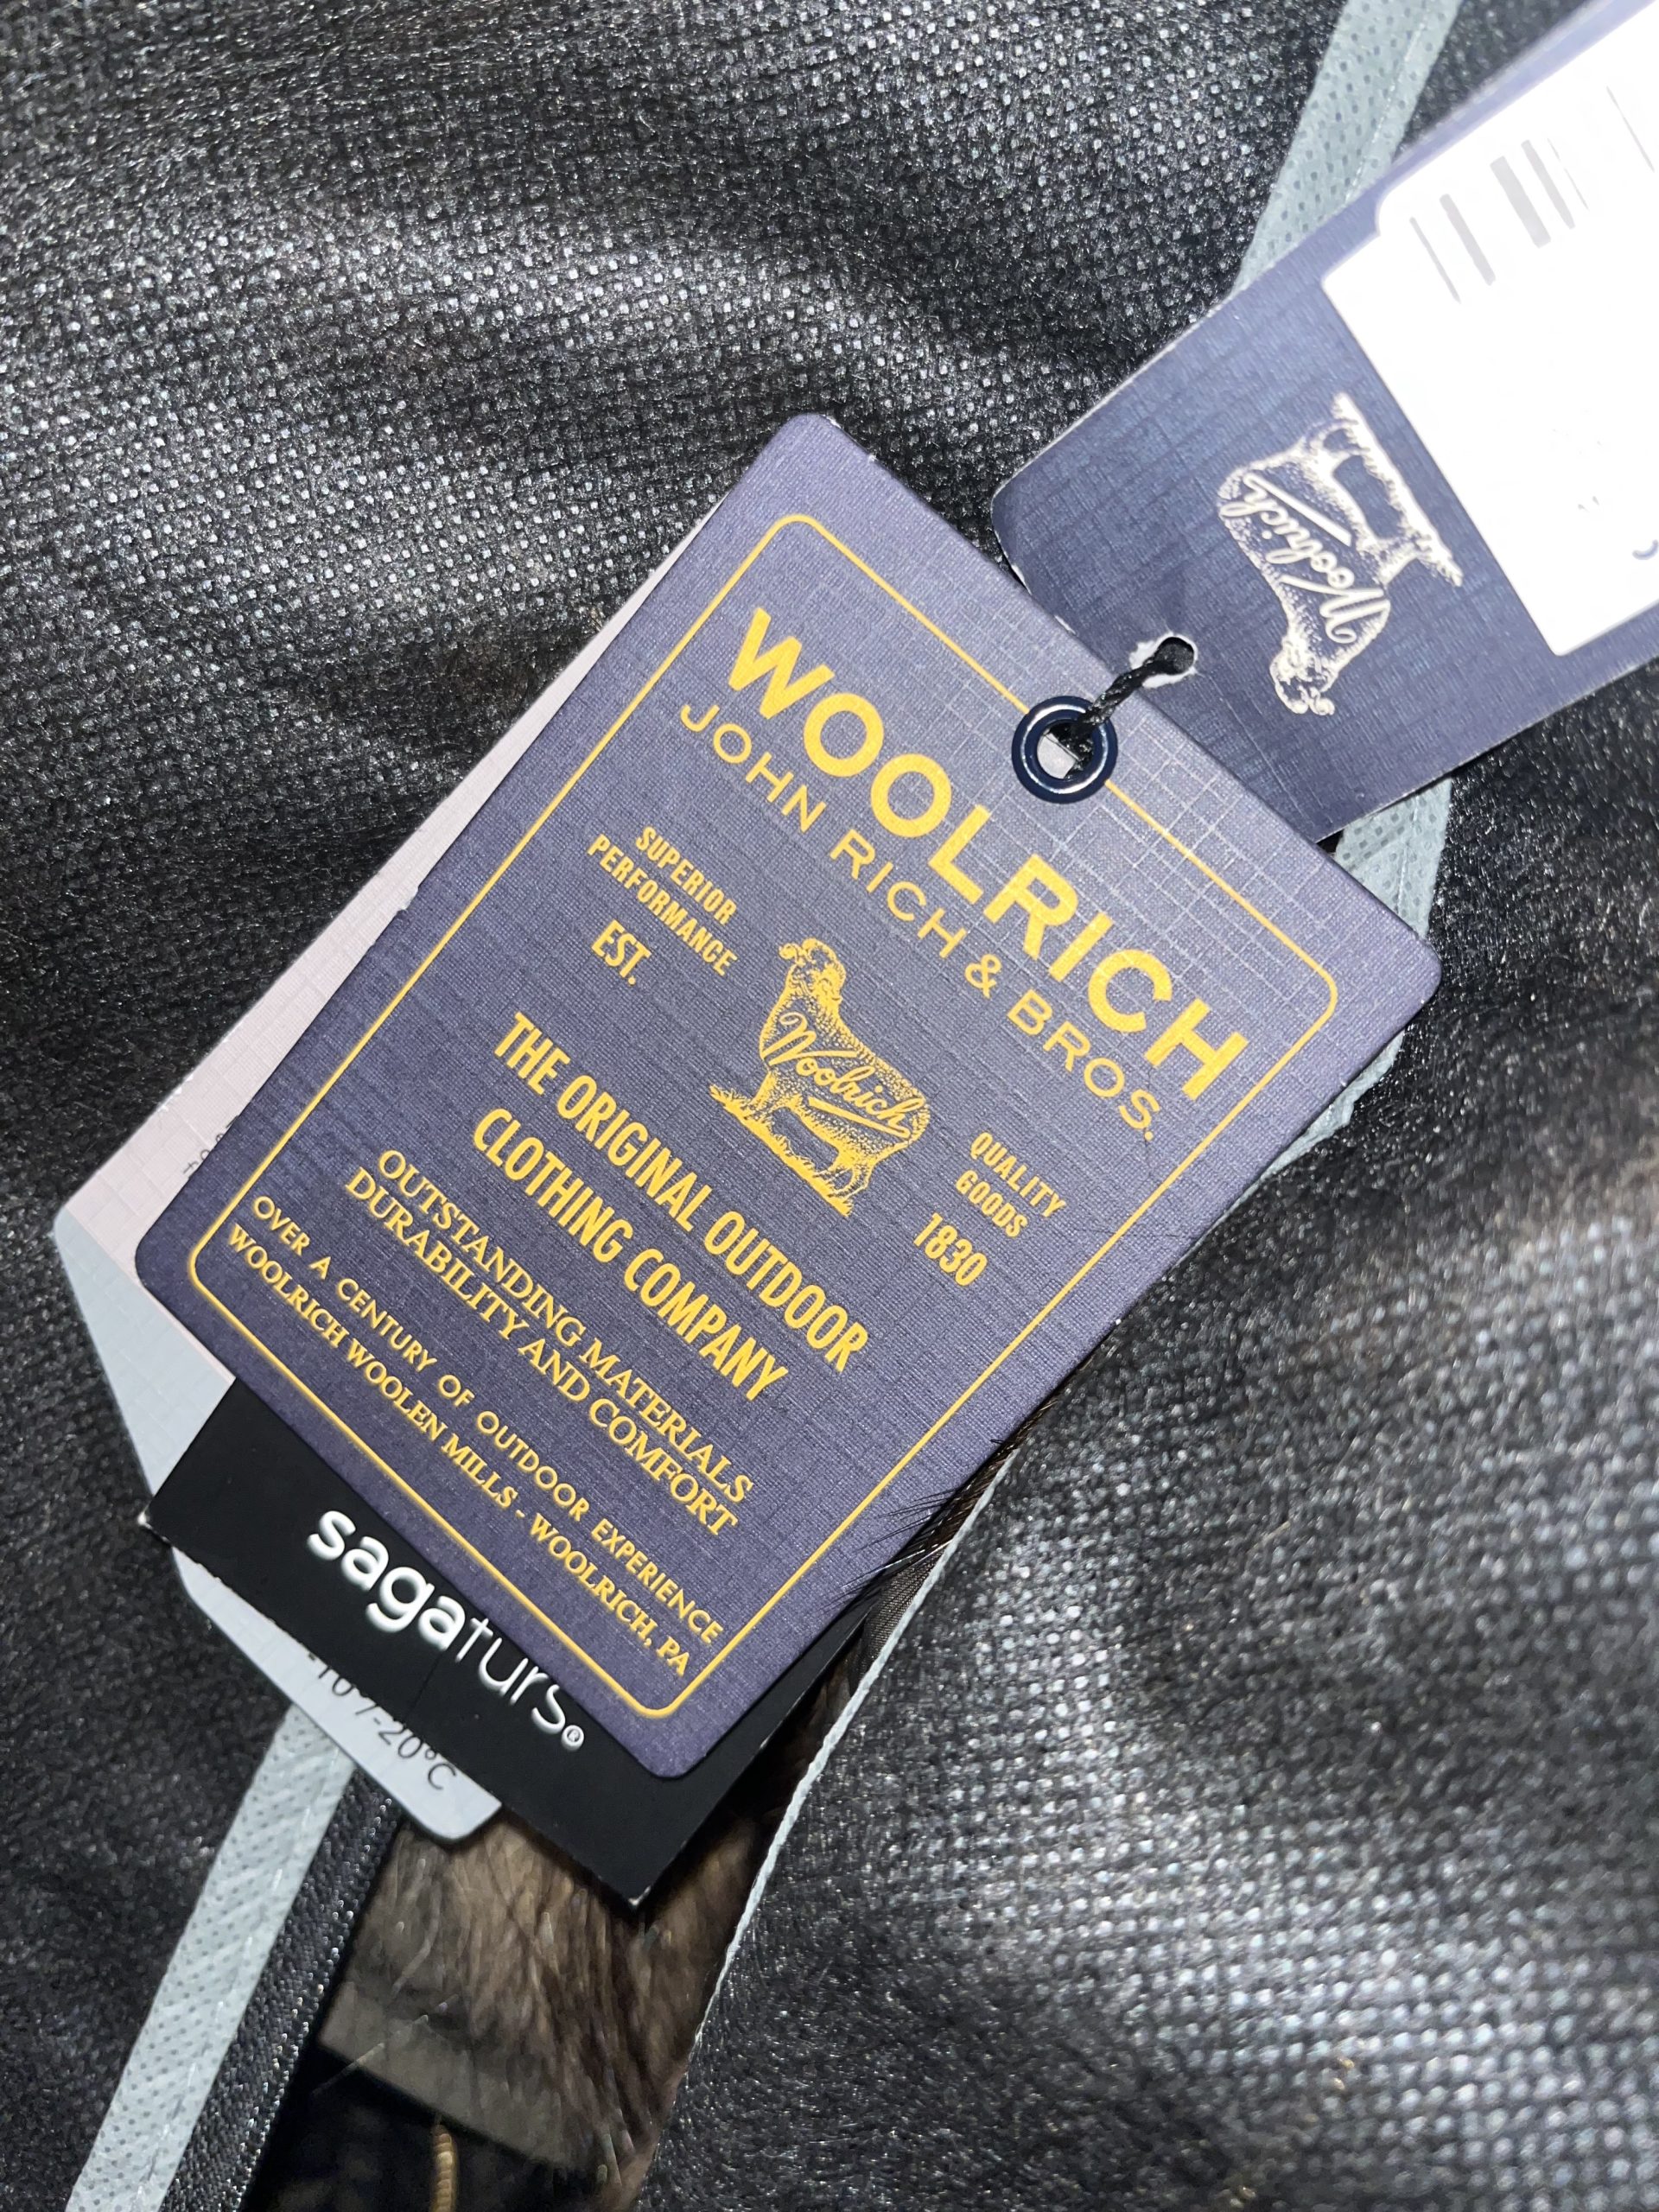 WOOLRICH
JOHN RICH & BROS.
SUPERIOR
PERFORMANCE
EST.
Woolrich
QUALITY
GOODS
1830
THE ORIGINAL OUTDOOR
CLOTHING COMPANY
OUTSTANDING MATERIALS
DURABILITY AND COMFORT
OVER A CENTURY OF OUTDOOR EXPERIENCE
WOOLRICH WOOLEN MILLS - WOOLRICH, PA
sagafurs®
Woolrich